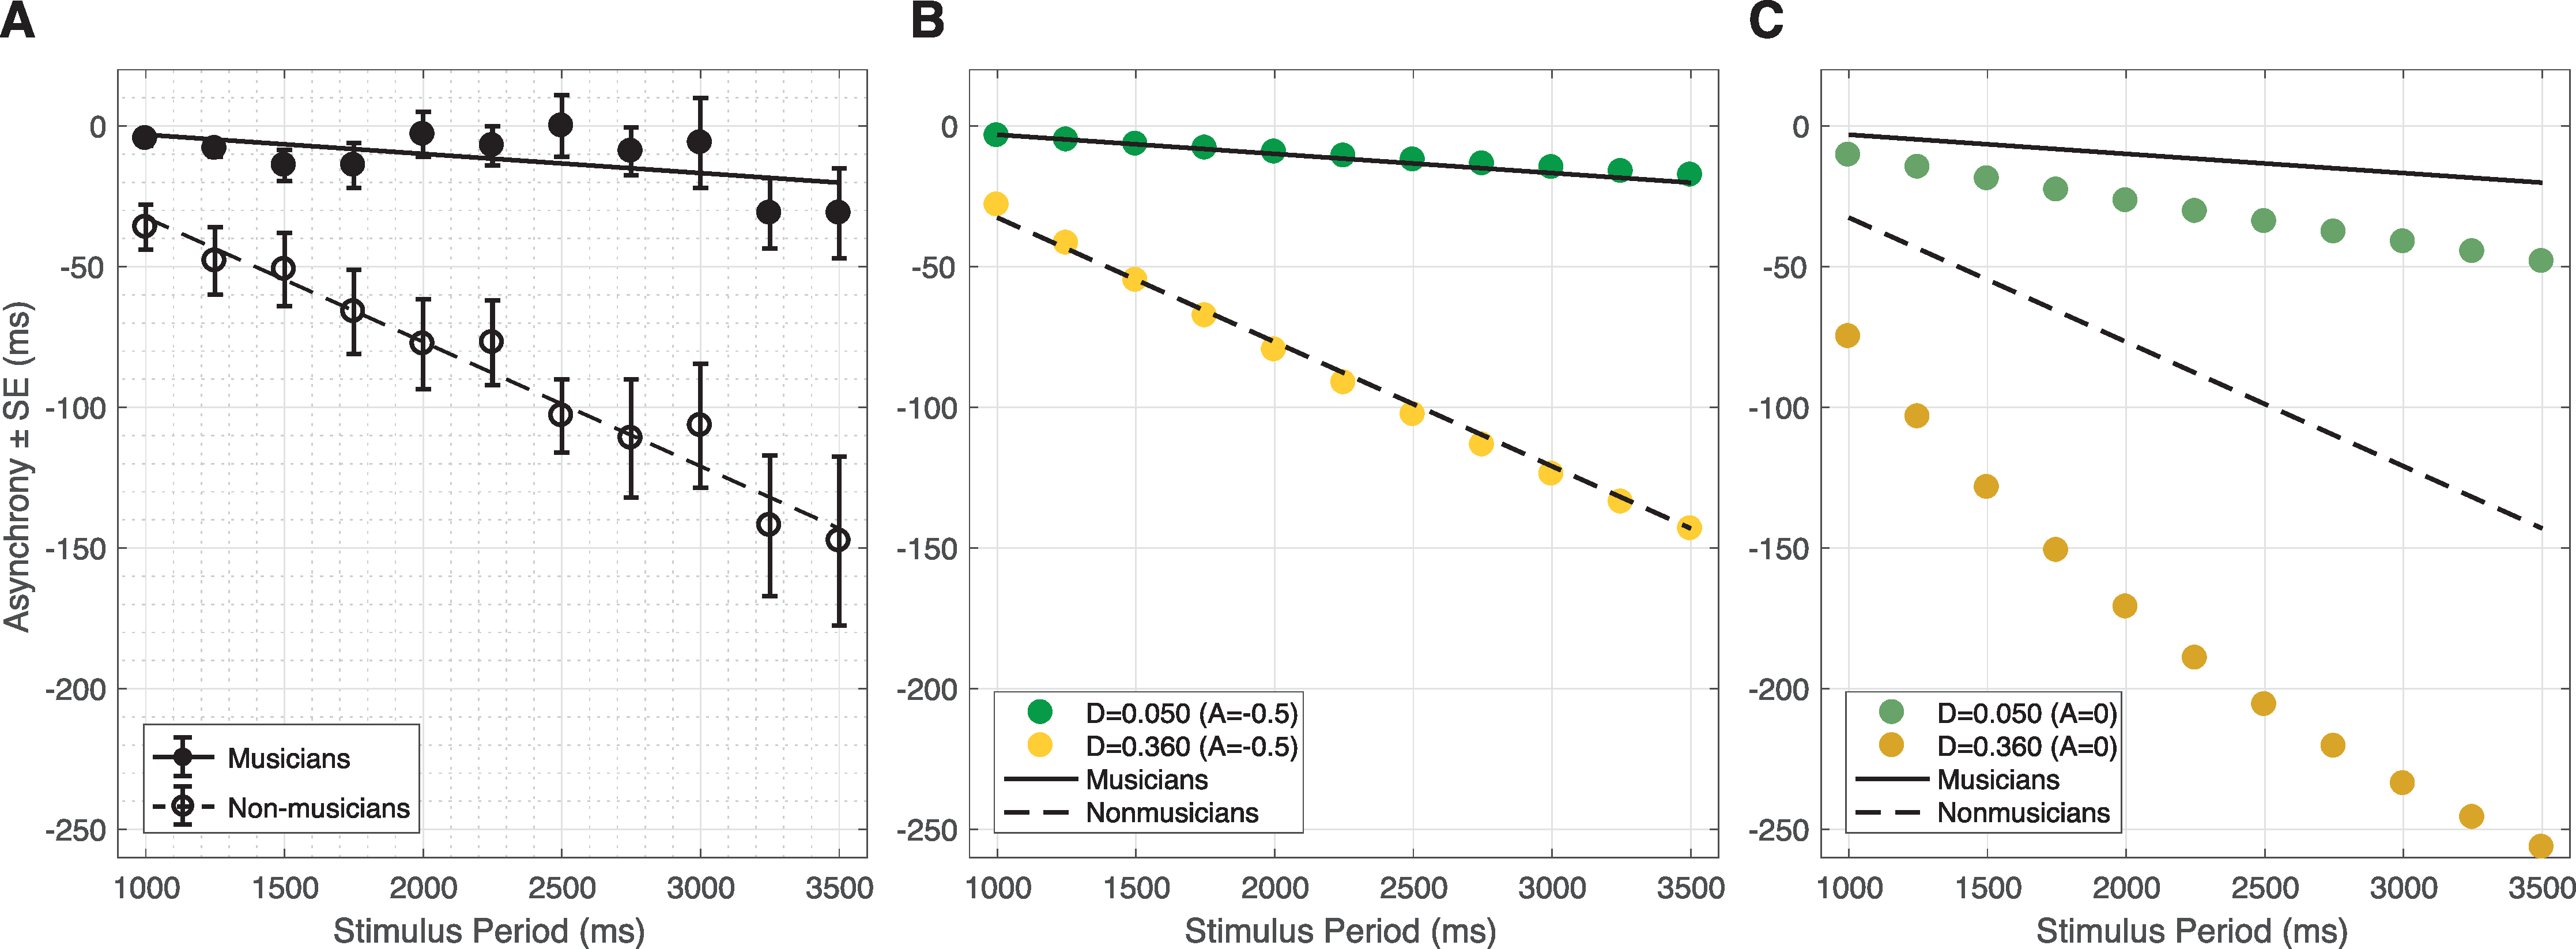 A
B
C
Asynchrony ± SE (ms)
0
-50
-100
-150
-200
-250
Musicians
Non-musicians
1000 1500 2000 2500 3000 3500
Stimulus Period (ms)
0
-50
-100
-150
-200
-250
D=0.050 (A=-0.5)
D=0.360 (A=-0.5)
Musicians
Nonmusicians
1000 1500 2000 2500 3000 3500
Stimulus Period (ms)
0
-50
-100
-150
-200
-250
D=0.050 (A=0)
D=0.360 (A=0)
Musicians
Nonmusicians
1000 1500 2000 2500 3000 3500
Stimulus Period (ms)